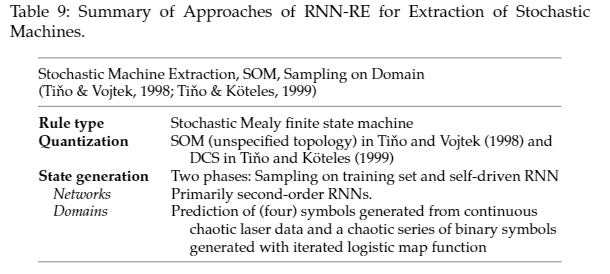 Table 9: Summary of Approaches of RNN-RE for Extraction of Stochastic
Machines.
Stochastic Machine Extraction, SOM, Sampling on Domain
(Tiňo & Vojtek, 1998; Tiňo & Köteles, 1999)
Rule type Stochastic Mealy finite state machine
Quantization SOM (unspecified topology) in Tiňo and Vojtek (1998) and
DCS in Tiňo and Köteles (1999)
State generation Two phases: Sampling on training set and self-driven RNN
Networks Primarily second-order RNNs.
Domains Prediction of (four) symbols generated from continuous
chaotic laser data and a chaotic series of binary symbols
generated with iterated logistic map function